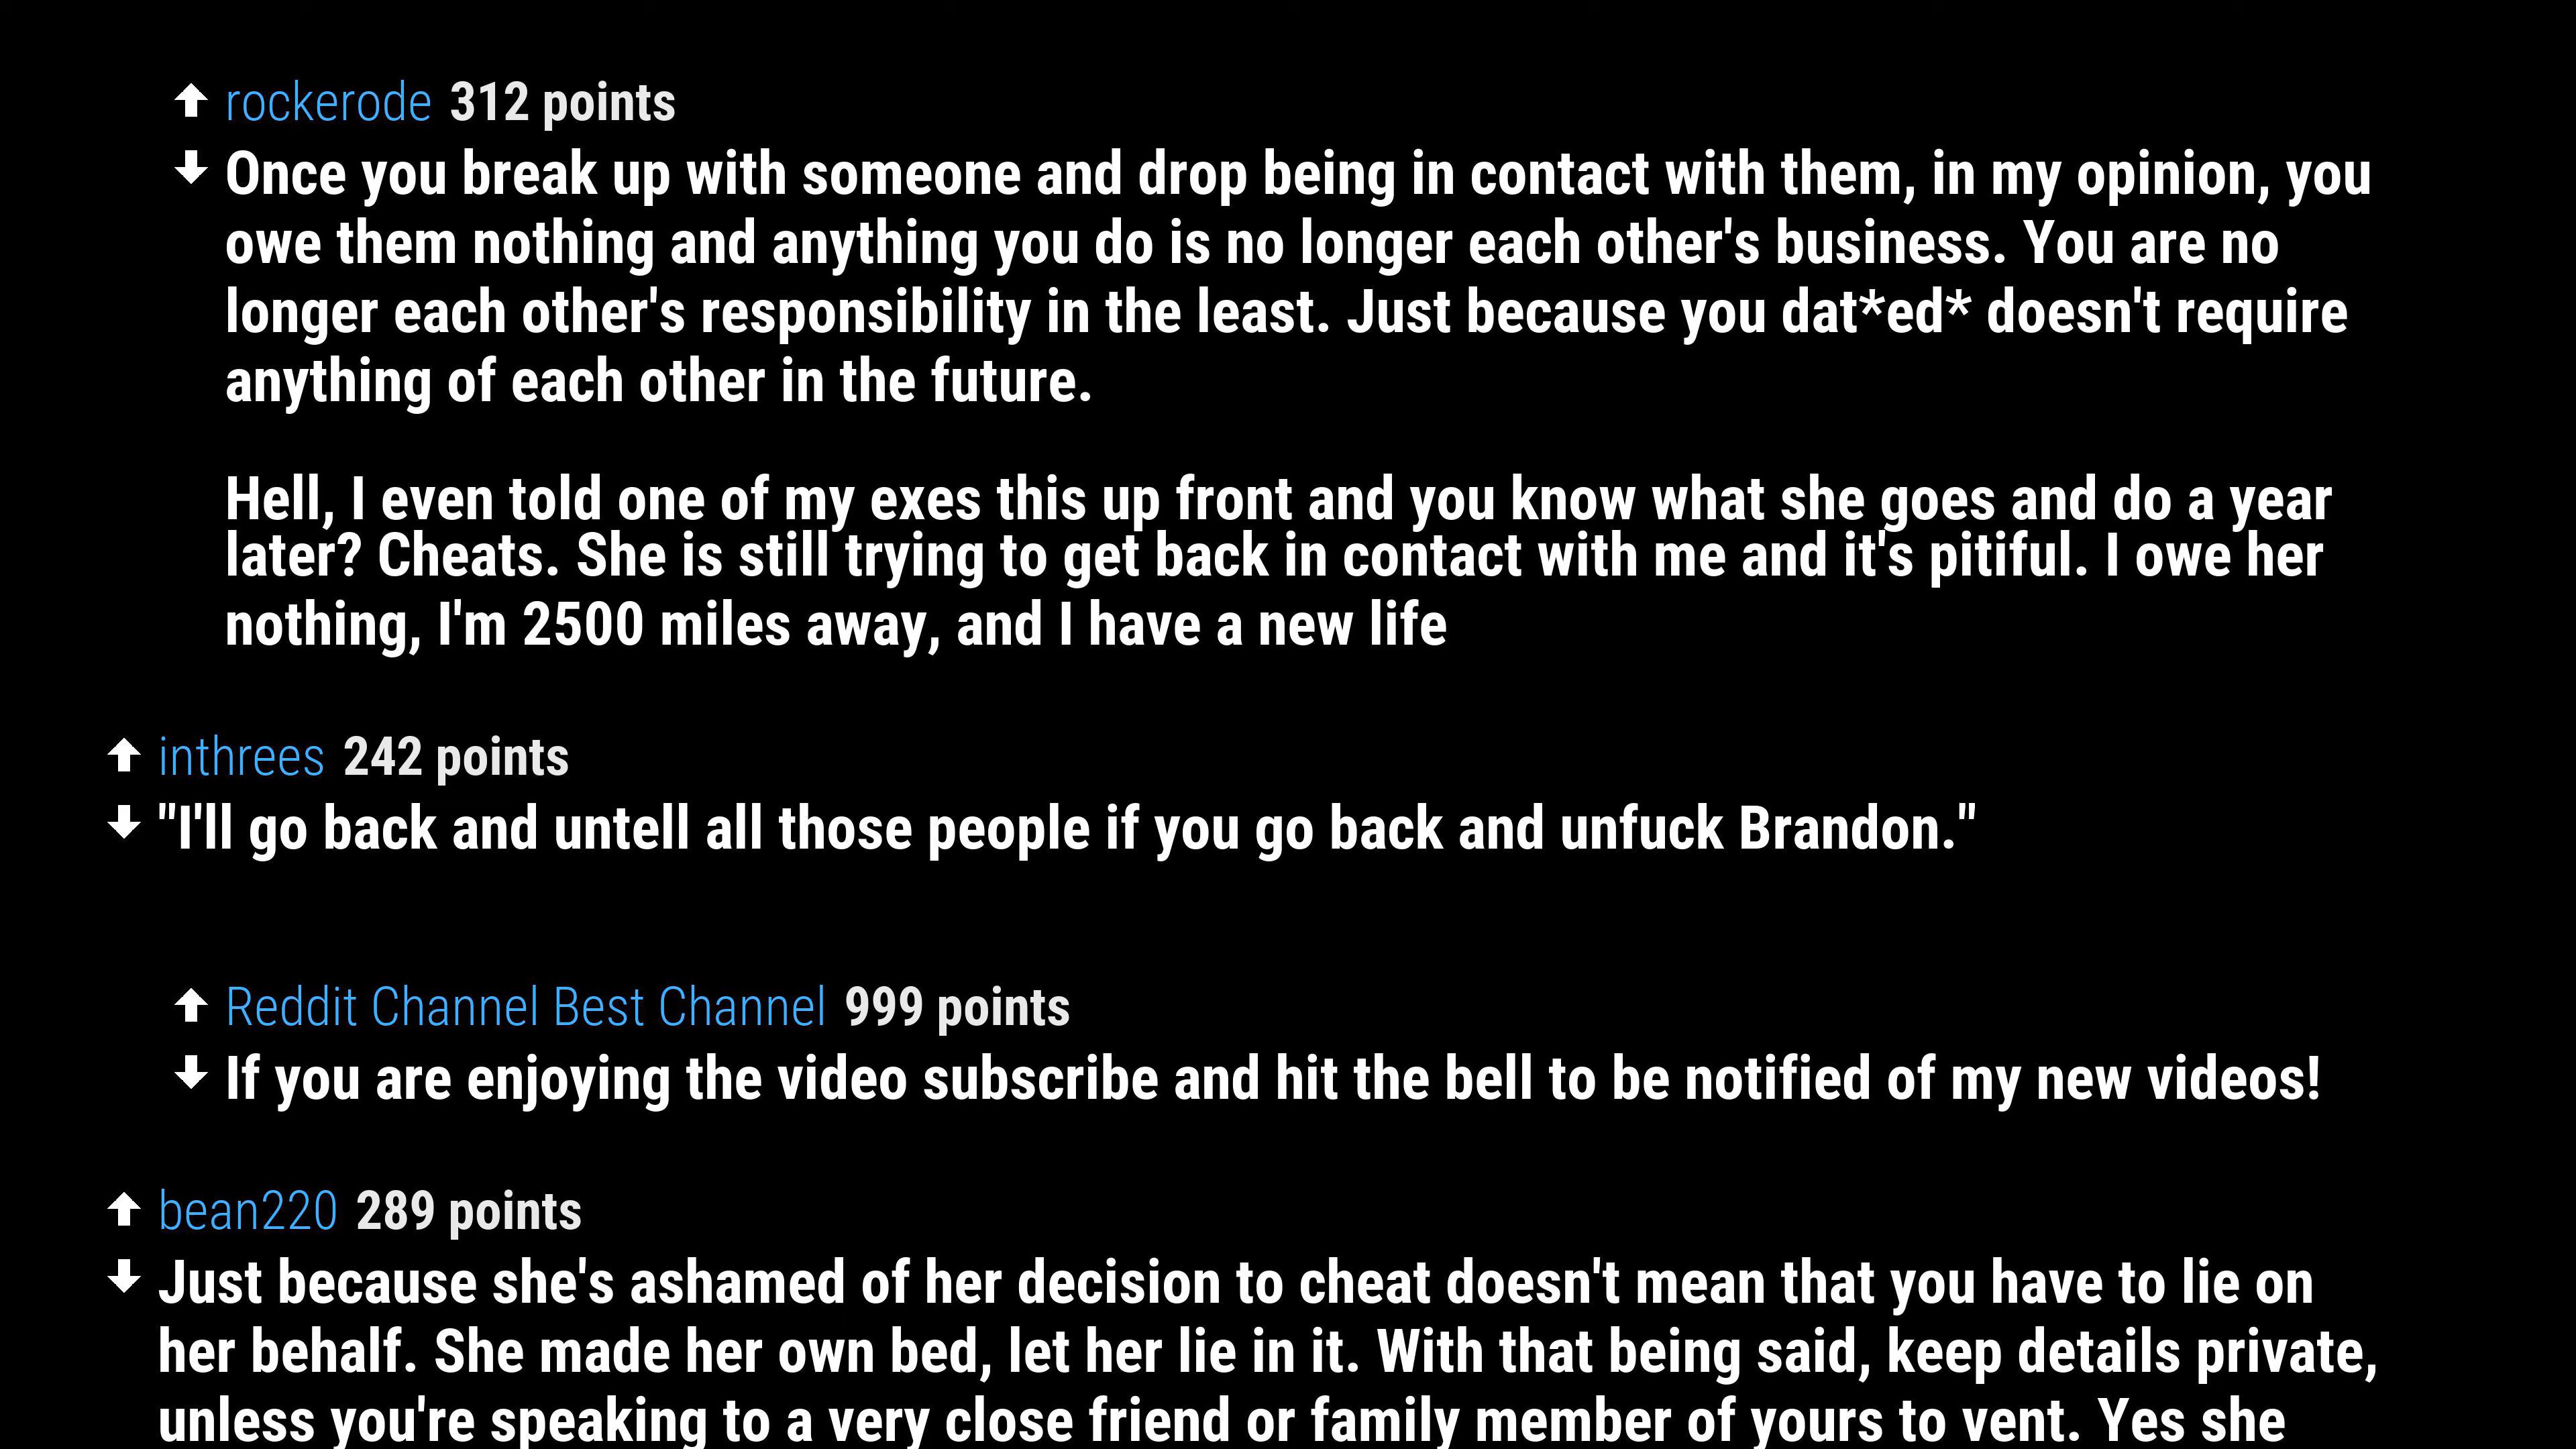 rockerode 312 points
Once you break up with someone and drop being in contact with them, in my opinion, you
owe them nothing and anything you do is no longer each other's business. You are no
longer each other's responsibility in the least. Just because you dat*ed* doesn't require
anything of each other in the future.
Hell, I even told one of my exes this up front and you know what she goes and do a year
later? Cheats. She is still trying to get back in contact with me and it's pitiful. I owe her
nothing, I'm 2500 miles away, and I have a new life
inthrees 242 points
"I'll go back and untell all those people if you go back and unfuck Brandon."
Reddit Channel Best Channel 999 points
If you are enjoying the video subscribe and hit the bell to be notified of my new videos!
bean220 289 points
Just because she's ashamed of her decision to cheat doesn't mean that you have to lie on
her behalf. She made her own bed, let her lie in it. With that being said, keep details private,
unless you're speaking to a very close friend or family member of yours to vent. Yes she